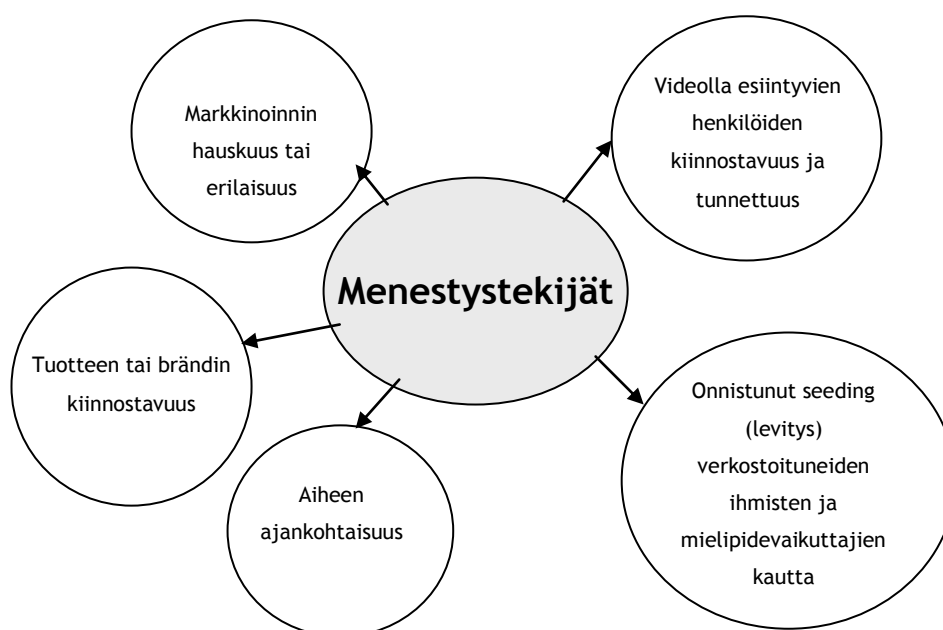 Markkinoinnin
hauskuus tai
erilaisuus
Videolla esiintyvien
henkilöiden
kiinnostavuus ja
tunnettuus
Menestystekijät
Tuotteen tai brändin
kiinnostavuus
Aiheen
ajankohtaisuus
Onnistunut seeding
(levitys)
verkostoituneiden
ihmisten ja
mielipidevaikuttajien
kautta